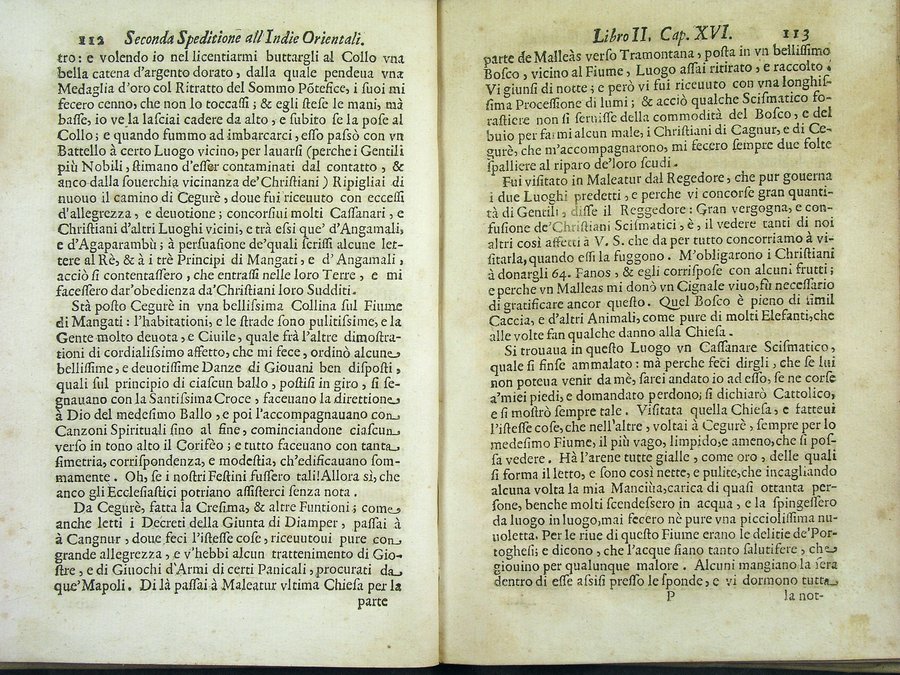 112 Seconda Speditione all'Indie Orientali.
tro: e volendo io nel licentiarmi buttargli al Collo vna
bella catena d'argento dorato, dalla quale pendeua vna
Medaglia d'oro col Ritratto del Sommo Põtefice, i suoi mi
fecero cenno, che non lo toccassi; & egli stese le mani, mà
basse, io ve la lasciai cadere da alto, e subito se la pose al
Collo; e quando fummo ad imbarcarci, esso passò con vn
Battello à certo Luogo vicino, per lauarsi (perche i Gentili
più Nobili, stimano d'esser contaminati dal contatto, &
anco dalla souerchia vicinanza de'Christiani) Ripigliai di
nuouo il camino di Cegurè, doue fui riceuuto con eccessi
d'allegrezza, e deuotione; concorsiui molti Cassanari, e
Christiani d'altri Luoghi vicini, e trà essi que' d'Angamali,
e d'Agaparambù; à persuasione de'quali scrissi alcune let-
tere al Rè, & à i trè Principi di Mangati, e d'Angamali,
acciò si contentassero, che entrassi nelle loro Terre, e mi
facessero dar'obedienza da'Christiani loro Sudditi.
Stà posto Cegurè in vna bellissima Collina sul Fiume
di Mangati: l'habitationi, e le strade sono pulitissime, e la
Gente molto deuota, e Ciuile, quale frà l'altre dimostra-
tioni di cordialissimo affetto, che mi fece, ordinò alcune
bellissime, e deuotissime Danze di Giouani ben disposti,
quali sul principio di ciascun ballo, postisi in giro, si se-
gnauano con la Santissima Croce, faceuano la direttione
à Dio del medesimo Ballo, e poi l'accompagnauano con
Canzoni Spirituali sino al fine, cominciandone ciascun
verso in tono alto il Corifèo; e tutto faceuano con tanta
simetria, corrispondenza, e modestia, ch'edificauano som-
mamente. Oh, se i nostri Festini fussero tali! Allora sì, che
anco gli Ecclesiastici potriano assisterci senza nota.
Da Cegurè, fatta la Cresima, & altre Funtioni; come
anche letti i Decreti della Giunta di Diamper, passai à
à Cangnur, doue feci l'istesse cose, riceuutoui pure con
grande allegrezza, e v'hebbi alcun trattenimento di Gio-
stre, e di Giuochi d'Armi di certi Panicali, procurati da
que'Mapoli. Di là passai à Maleatur vltima Chiesa per la
parte
Libro II. Cap. XVI. 113
parte de Malleàs verso Tramontana, posta in vn bellissimo
Bosco, vicino al Fiume, Luogo assai ritirato, e raccolto.
Vi giunsi di notte; e però vi fui riceuuto con vna longhis-
sima Processione di lumi; & acciò qualche Scismatico fo-
rastiere non si seruisse della commodità del Bosco, e del
buio per farmi alcun male, i Christiani di Cagnur, e di Ce-
gurè, che m'accompagnarono, mi fecero sempre due folte
spalliere al riparo de'loro scudi.
Fui visitato in Maleatur dal Regedore, che pur gouerna
i due Luoghi predetti, e perche vi concorse gran quanti-
tà di Gentili, disse il Reggedore: Gran vergogna, e con-
fusione de'Christiani Scismatici, è, il vedere tanti di noi
altri così affetti à V. S. che da per tutto concorriamo à vi-
sitarla, quando essi la fuggono. M'obligarono i Christiani
à donargli 64. Fanos, & egli corrispose con alcuni frutti;
e perche vn Malleas mi donò vn Cignale viuo, fù necessario
di gratificare ancor questo. Quel Bosco è pieno di simil
Caccia, e d'altri Animali, come pure di molti Elefanti, che
alle volte fan qualche danno alla Chiesa.
Si trouaua in questo Luogo vn Cassanare Scismatico,
quale si finse ammalato: mà perche feci dirgli, che se lui
non poteua venir da mè, sarei andato io ad esso, se ne corse
a'miei piedi, e domandato perdono, si dichiarò Cattolico,
e si mostrò sempre tale. Visitata quella Chiesa, e fatteui
l'istesse cose, che nell'altre, voltai à Cegurè, sempre per lo
medesimo Fiume, il più vago, limpido, e ameno, che si pos-
sa vedere. Hà l'arene tutte gialle, come oro, delle quali
si forma il letto, e sono così nette, e pulite, che incagliando
alcuna volta la mia Manciùa, carica di quasi ottanta per-
sone, benche molti scendessero in acqua, e la spingessero
da luogo in luogo, mai fecero nè pure vna picciolissima nu-
uoletta. Per le riue di questo Fiume erano le delitie de'Por-
toghesi; e dicono, che l'acque siano tanto salutifere, che
giouino per qualunque malore. Alcuni mangiano la sera
dentro di esse assisi presso le sponde, e vi dormono tutta
P la not-